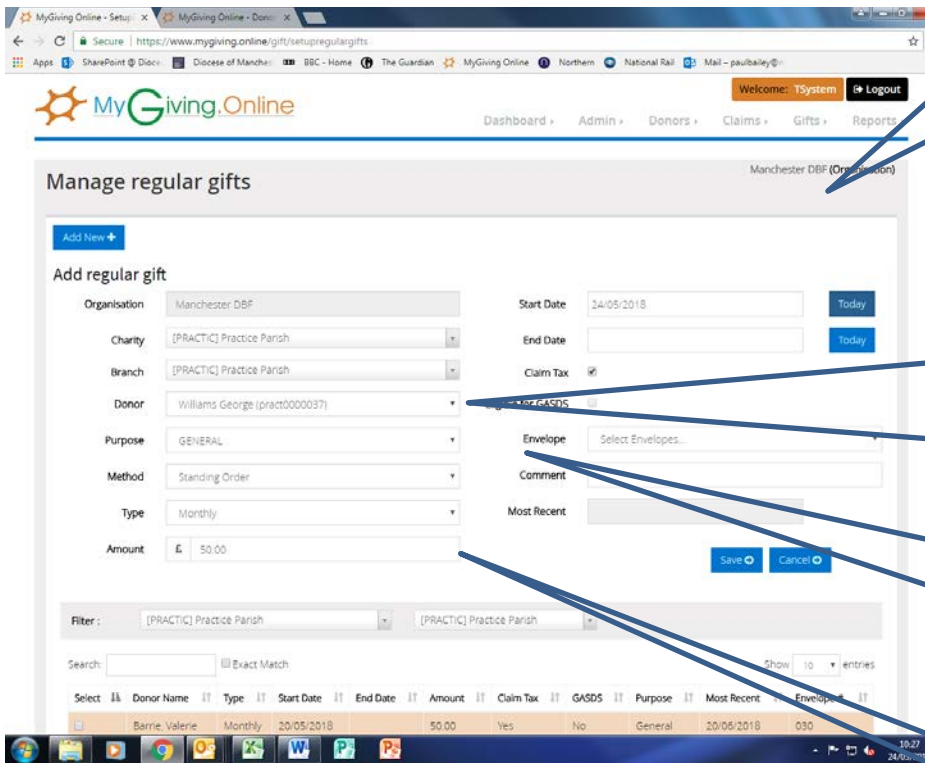 MyGiving Online - Setup x MyGiving Online - Dono x
Secure | https://www.mygiving.online/gift/setupregulargifts
Apps SharePoint @ Dioce Diocese of Manches BBC - Home The Guardian MyGiving Online Northern National Rail Mail – paulbailey@
Welcome: TSystem Logout
MyGiving.Online
Dashboard Admin Donors Claims Gifts Reports
Manchester DBF
Manage regular gifts
Add New +
Add regular gift
Organisation Manchester DBF Start Date 24/05/2018 Today
Charity [PRACTIC] Practice Parish End Date Today
Branch [PRACTIC] Practice Parish Claim Tax
Donor Williams George (pract0000037) for GASDS
Purpose GENERAL Envelope Select Envelopes...
Method Standing Order Comment
Type Monthly Most Recent
Amount £ 50.00
Save Cancel
Filter : [PRACTIC] Practice Parish [PRACTIC] Practice Parish
Search: Exact Match Show 10 entries
Select Donor Name Type Start Date End Date Amount Claim Tax GASDS Purpose Most Recent
Barrie, Valerie Monthly 20/05/2018 50.00 Yes No General 20/06/2018 030
10:27